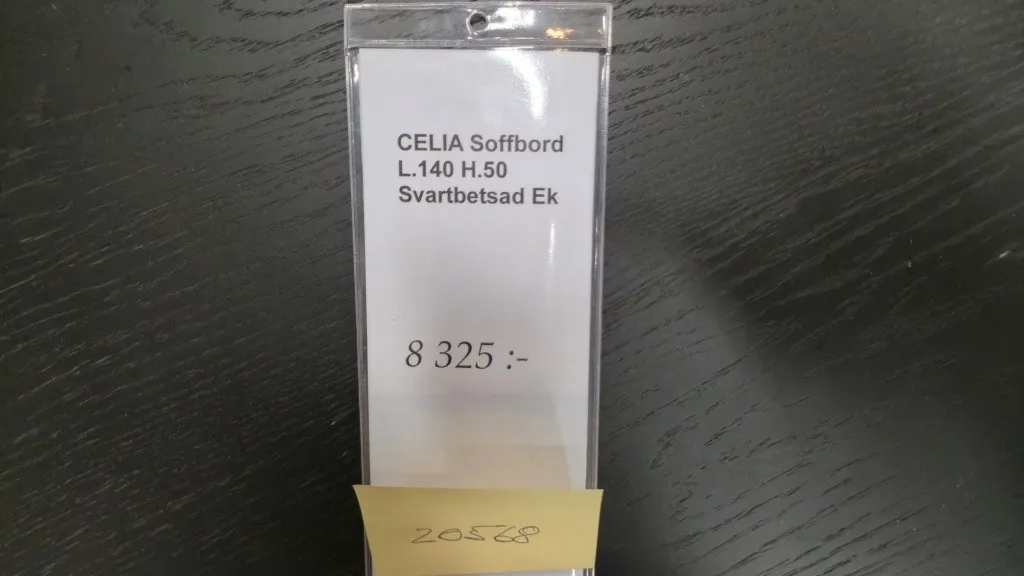 CELIA Soffbord
L.140 H.50
Svartbetsad Ek
8 325 :-
20568